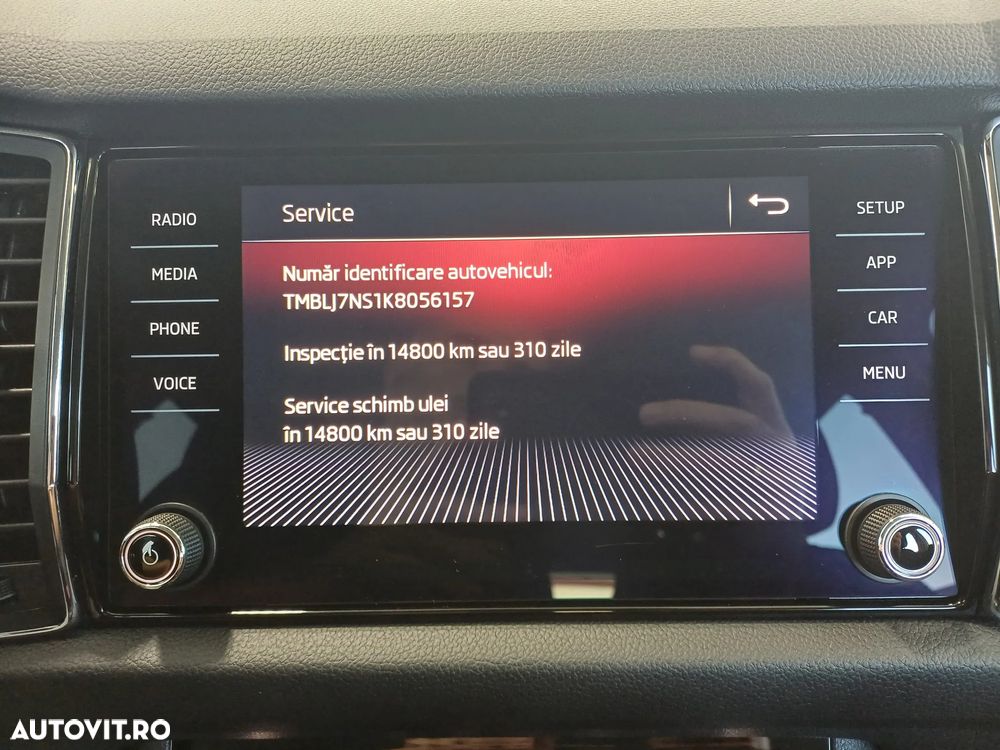 RADIO
MEDIA
PHONE
VOICE
Service
Număr identificare autovehicul:
TMBLJ7NS1K8056157
Inspecție în 14800 km sau 310 zile
Service schimb ulei
în 14800 km sau 310 zile
SETUP
APP
CAR
MENU
AUTOVIT.RO